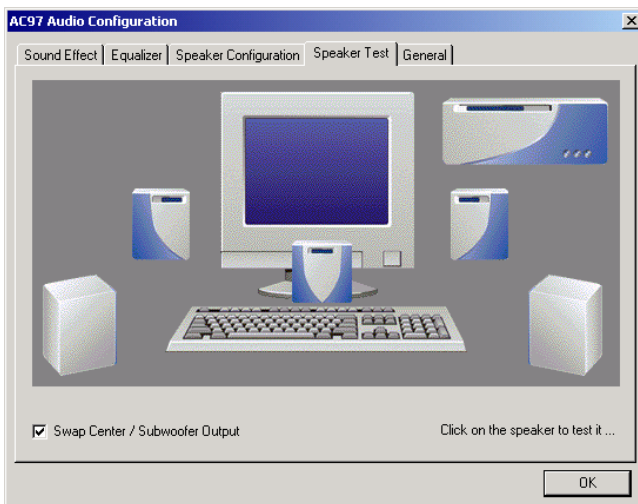 AC97 Audio Configuration
Sound Effect Equalizer Speaker Configuration Speaker Test General
Swap Center / Subwoofer Output Click on the speaker to test it ...
OK